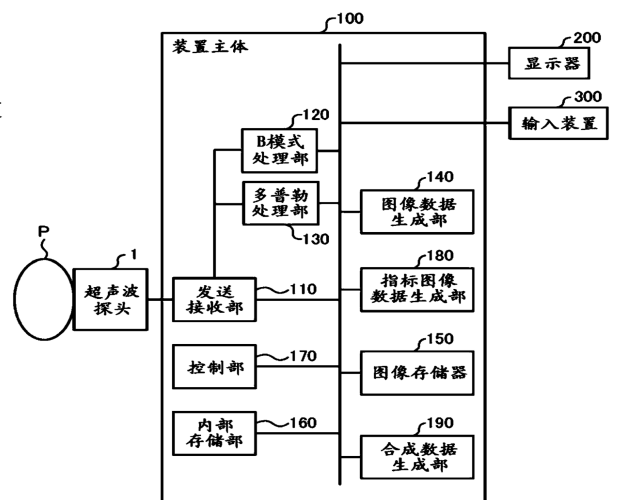 100
装置主体
200
显示器
300
输入装置
120
B模式
处理部
多普勒
处理部
130
140
图像数据
生成部
P
1
超声波
探头
发送
接收部
110
180
指标图像
数据生成部
控制部
170
150
图像存储器
内部
存储部
160
190
合成数据
生成部